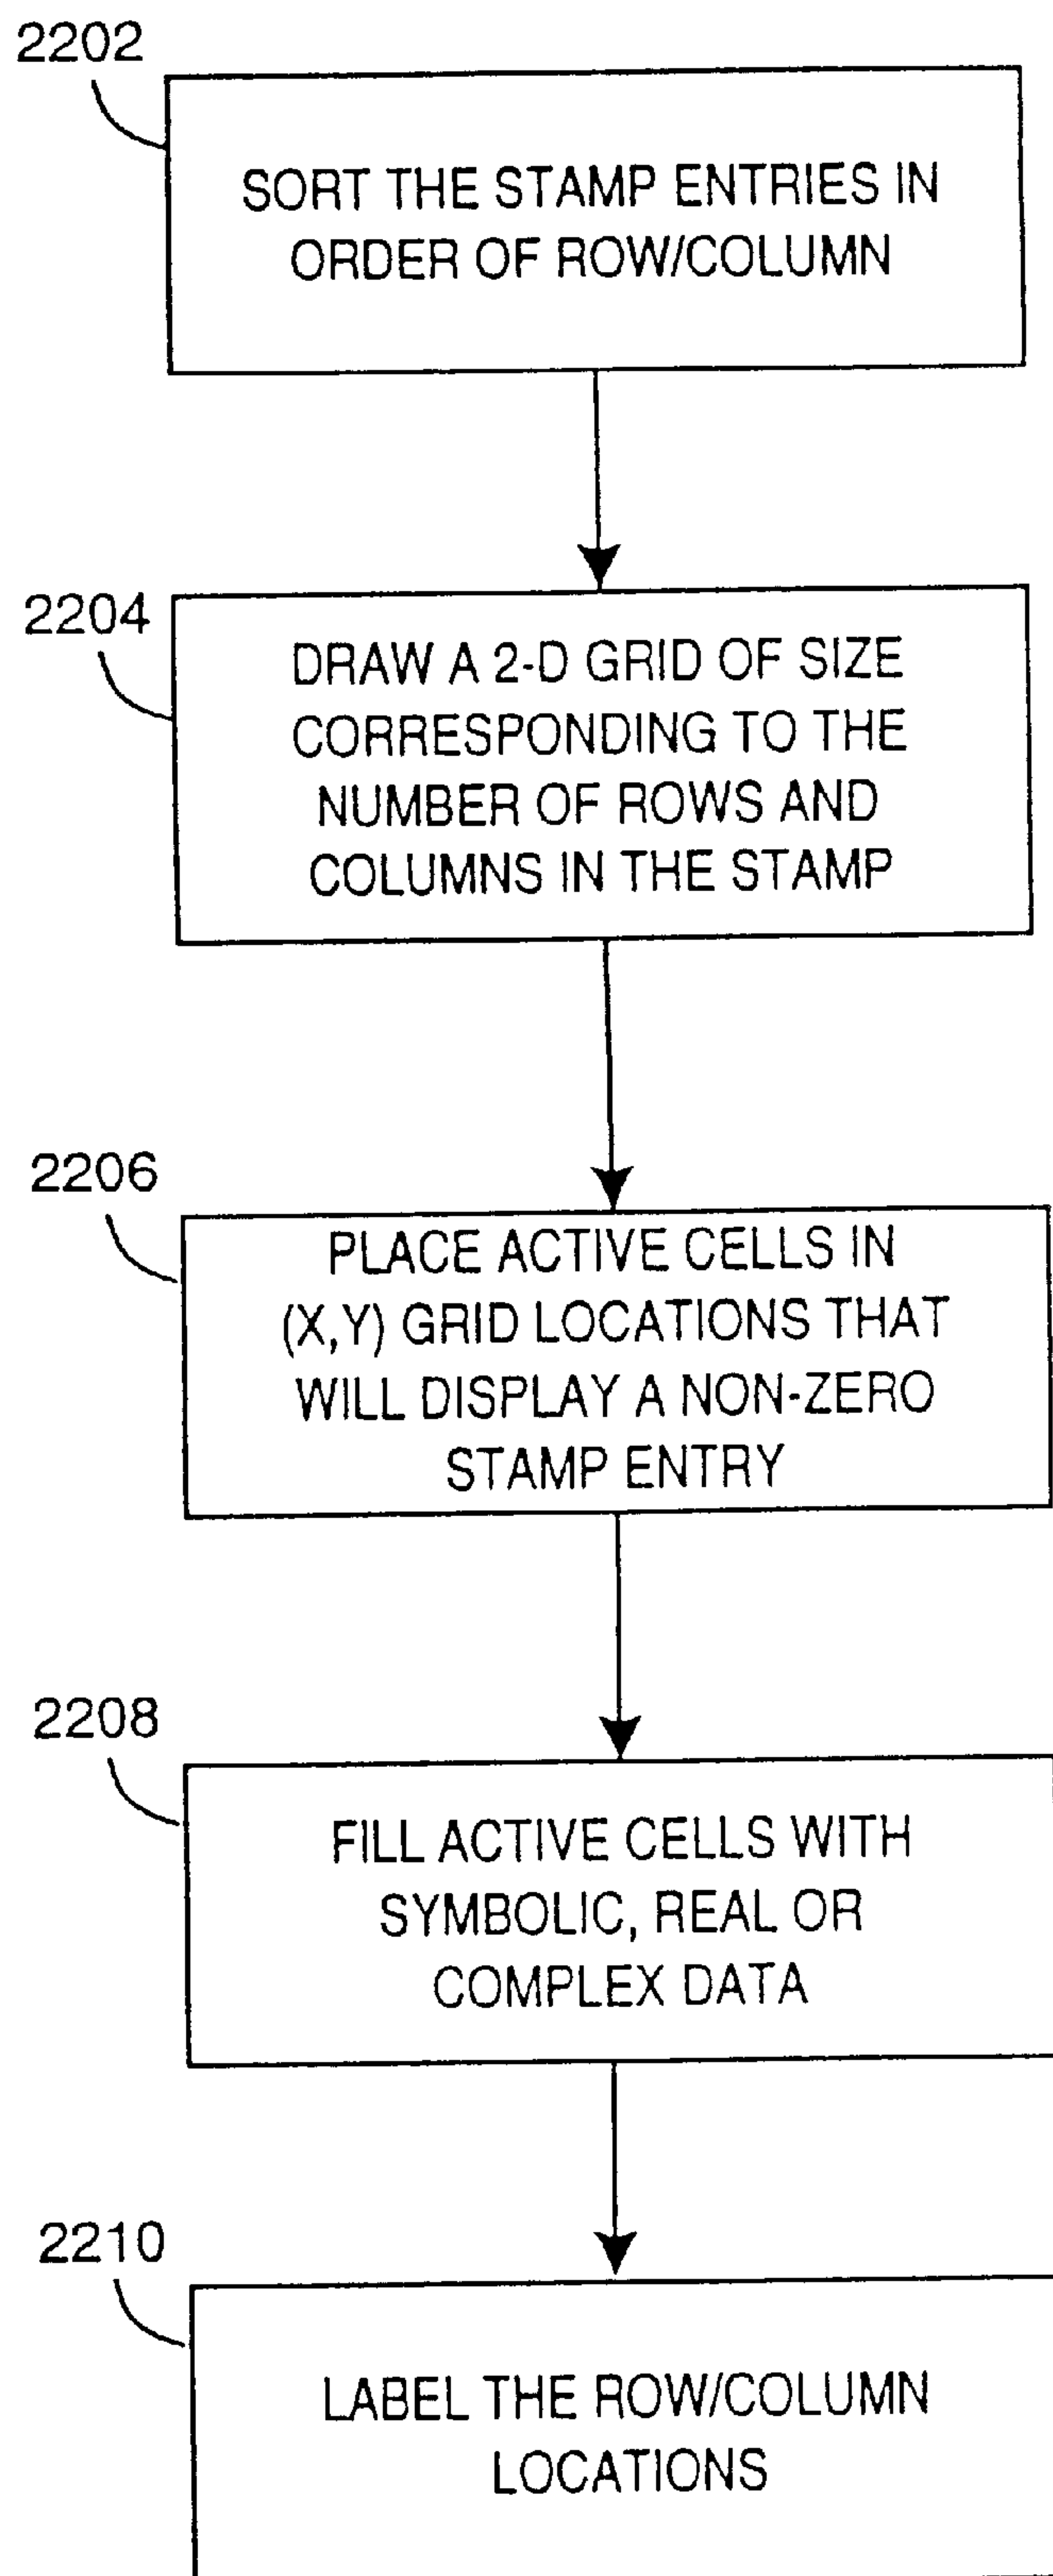 2202
SORT THE STAMP ENTRIES IN
ORDER OF ROW/COLUMN
2204
DRAW A 2-D GRID OF SIZE
CORRESPONDING TO THE
NUMBER OF ROWS AND
COLUMNS IN THE STAMP
2206
PLACE ACTIVE CELLS IN
(X,Y) GRID LOCATIONS THAT
WILL DISPLAY A NON-ZERO
STAMP ENTRY
2208
FILL ACTIVE CELLS WITH
SYMBOLIC, REAL OR
COMPLEX DATA
2210
LABEL THE ROW/COLUMN
LOCATIONS